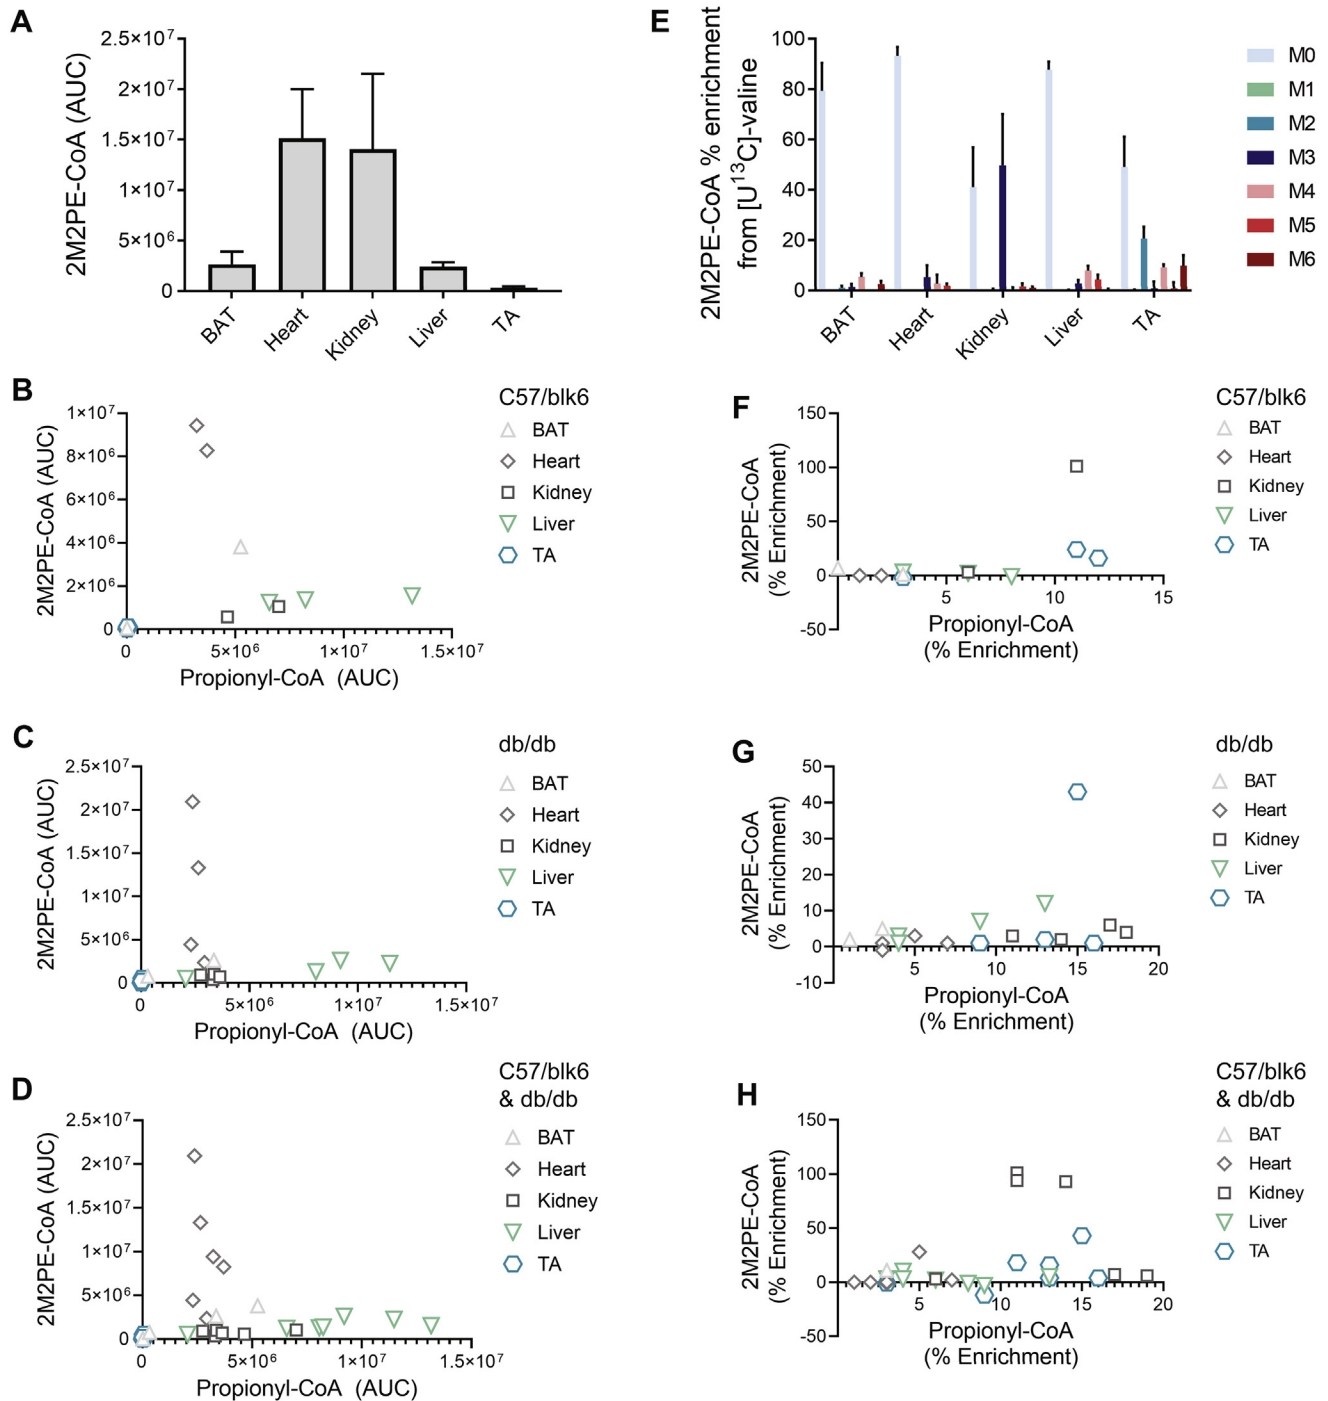 A
2M2PE-CoA (AUC)
2.5×10⁷
2×10⁷
1.5×10⁷
1×10⁷
5×10⁶
0
BAT
Heart
Kidney
Liver
TA
E
2M2PE-CoA % enrichment
from [U¹³C]-valine
100
80
60
40
20
0
BAT
Heart
Kidney
Liver
TA
M0
M1
M2
M3
M4
M5
M6
B
2M2PE-CoA (AUC)
1×10⁷
8×10⁶
6×10⁶
4×10⁶
2×10⁶
0
0 5×10⁶ 1×10⁷ 1.5×10⁷
Propionyl-CoA (AUC)
C57/blk6
BAT
Heart
Kidney
Liver
TA
F
2M2PE-CoA
(% Enrichment)
150
100
50
0
-50
5 10 15
Propionyl-CoA
(% Enrichment)
C57/blk6
BAT
Heart
Kidney
Liver
TA
C
2M2PE-CoA (AUC)
2.5×10⁷
2×10⁷
1.5×10⁷
1×10⁷
5×10⁶
0
0 5×10⁶ 1×10⁷ 1.5×10⁷
Propionyl-CoA (AUC)
db/db
BAT
Heart
Kidney
Liver
TA
G
2M2PE-CoA
(% Enrichment)
50
40
30
20
10
0
-10
5 10 15 20
Propionyl-CoA
(% Enrichment)
db/db
BAT
Heart
Kidney
Liver
TA
D
2M2PE-CoA (AUC)
2.5×10⁷
2×10⁷
1.5×10⁷
1×10⁷
5×10⁶
0
0 5×10⁶ 1×10⁷ 1.5×10⁷
Propionyl-CoA (AUC)
C57/blk6
& db/db
BAT
Heart
Kidney
Liver
TA
H
2M2PE-CoA
(% Enrichment)
150
100
50
0
-50
5 10 15 20
Propionyl-CoA
(% Enrichment)
C57/blk6
& db/db
BAT
Heart
Kidney
Liver
TA